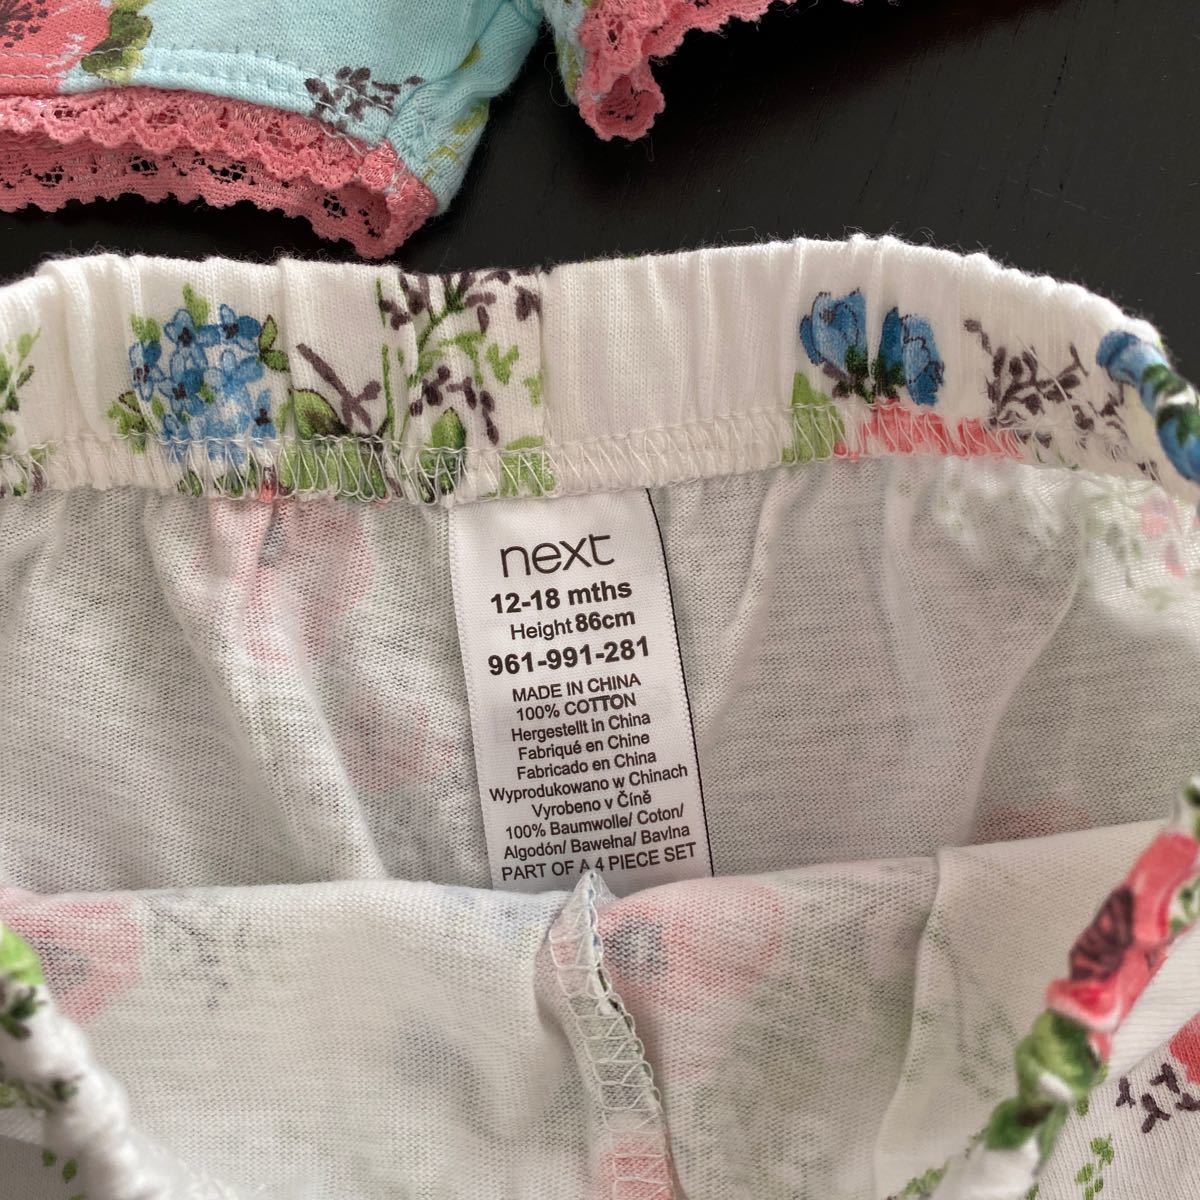 next
12-18 mths
Height 86cm
961-991-281
MADE IN CHINA
100% COTTON
Hergestellt in China
Fabriqué en Chine
Fabricado en China
Wyprodukowano w Chinach
Vyrobeno v Číně
100% Baumwolle/ Coton/
Algodón/ Bawełna/ Bavlna
PART OF A 4 PIECE SET